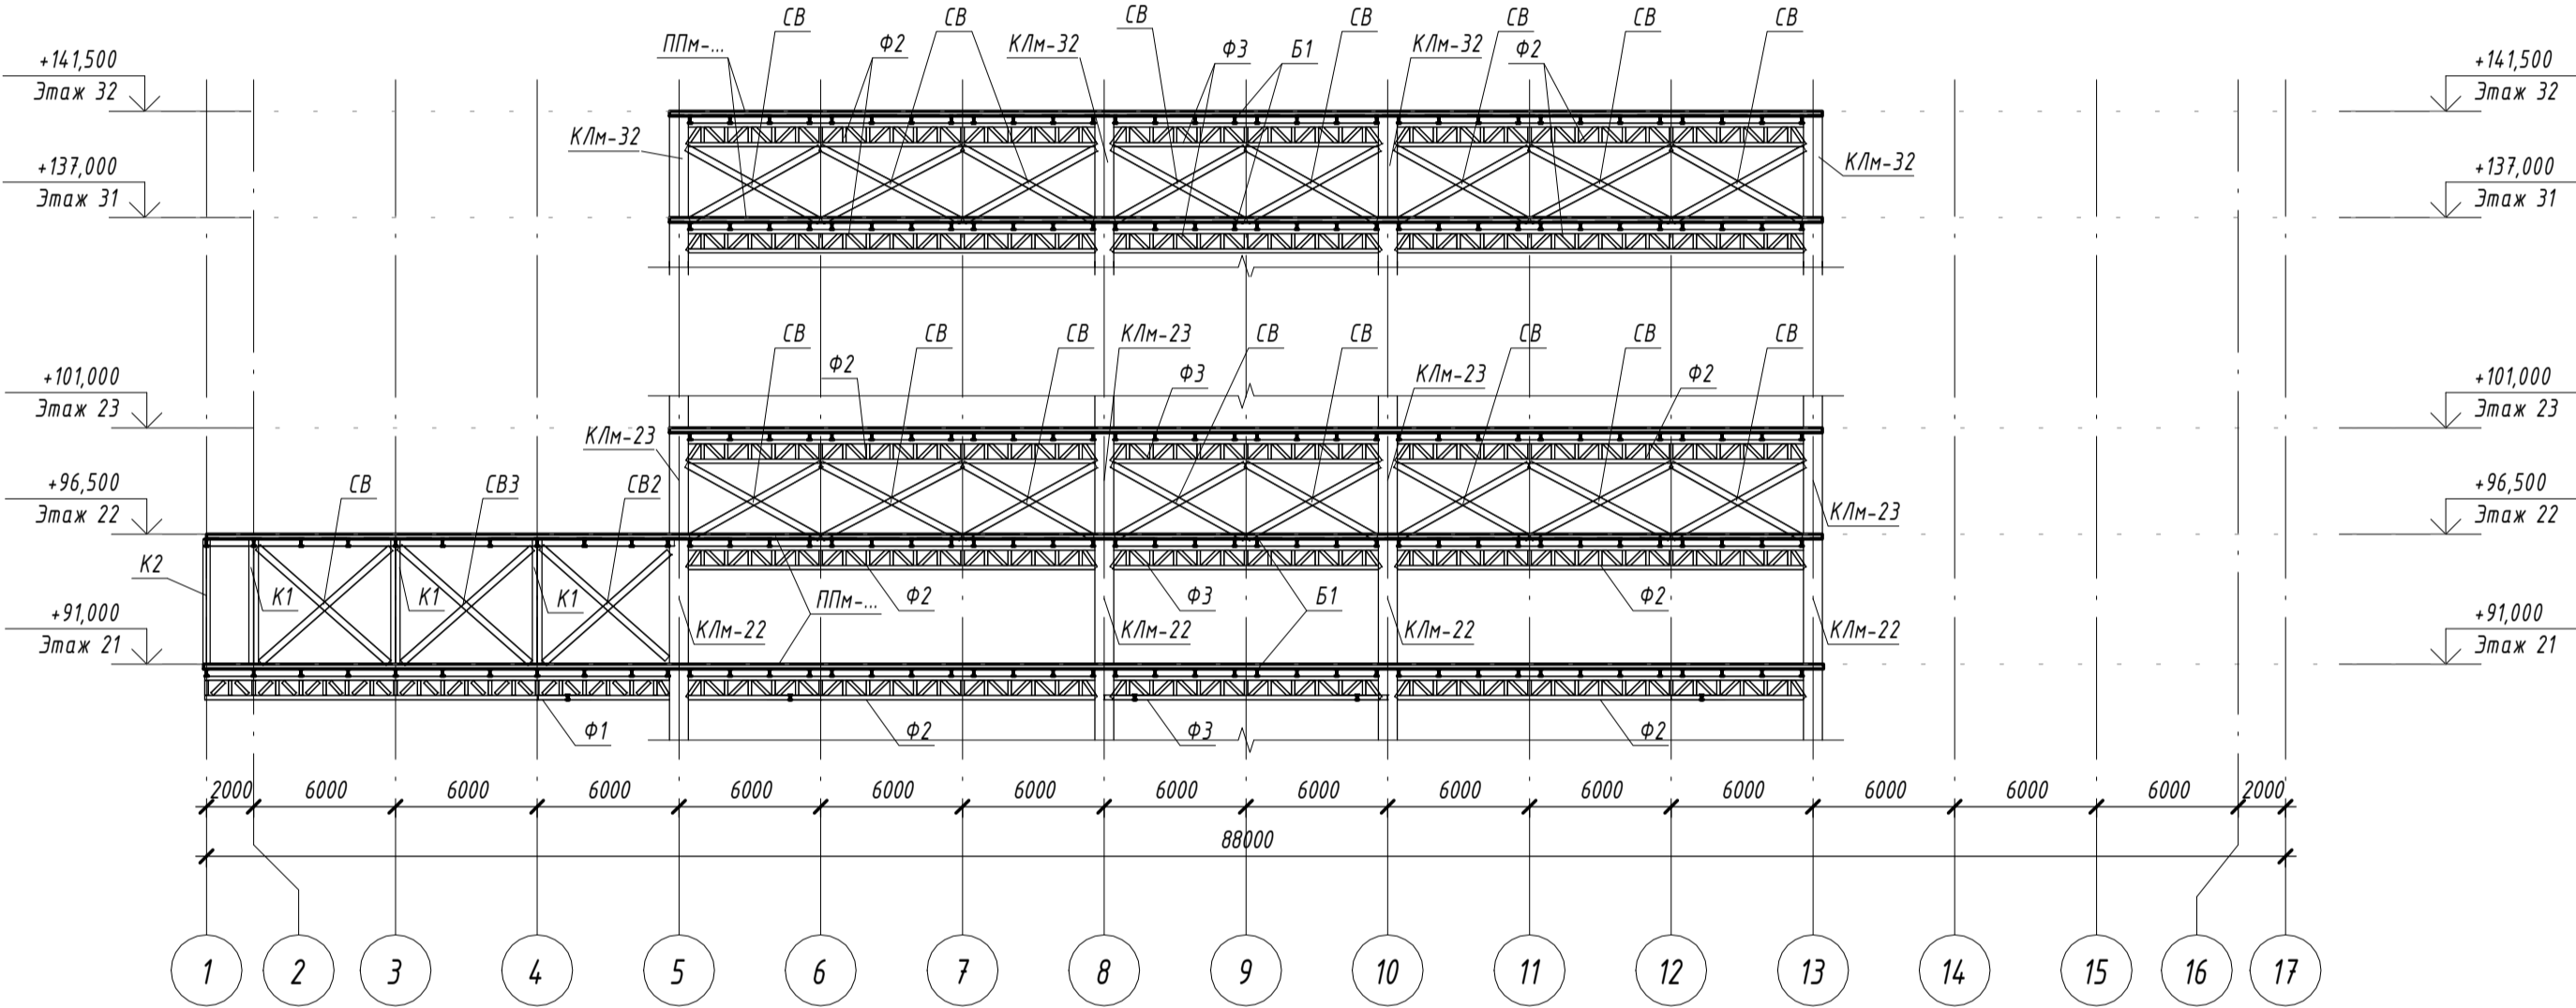 СВ СВ СВ СВ СВ СВ СВ
ППм-... Ф2 КЛм-32 Ф3 Б1 КЛм-32 Ф2
+141,500 +141,500
Этаж 32 Этаж 32
КЛм-32 КЛм-32
+137,000 +137,000
Этаж 31 Этаж 31
СВ СВ СВ КЛм-23 СВ СВ СВ СВ СВ
Ф2 Ф3 КЛм-23 Ф2
+101,000 +101,000
Этаж 23 Этаж 23
КЛм-23
+96,500 СВ СВ3 СВ2 +96,500
Этаж 22 КЛм-23 Этаж 22
К2
К1 К1 К1 ППм-... Ф2 Ф3 Б1 Ф2
+91,000 +91,000
Этаж 21 КЛм-22 КЛм-22 КЛм-22 КЛм-22 Этаж 21
Ф1 Ф2 Ф3 Ф2
2000 6000 6000 6000 6000 6000 6000 6000 6000 6000 6000 6000 6000 6000 6000 2000
88000
1 2 3 4 5 6 7 8 9 10 11 12 13 14 15 16 17